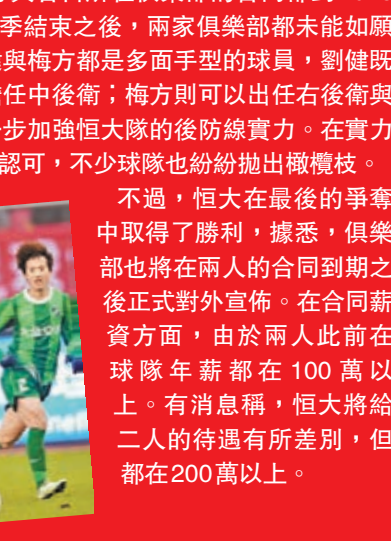 季結束之後，兩家俱樂部都未能如願
與梅方都是多面手型的球員，劉健既
任中後衛；梅方則可以出任右後衛與
步加強恒大隊的後防線實力。在實力
認可，不少球隊也紛紛拋出橄欖枝。
不過，恒大在最後的爭奪
中取得了勝利，據悉，俱樂
部也將在兩人的合同到期之
後正式對外宣佈。在合同薪
資方面，由於兩人此前在
球隊年薪都在100萬以
上。有消息稱，恒大將給
二人的待遇有所差別，但
都在200萬以上。